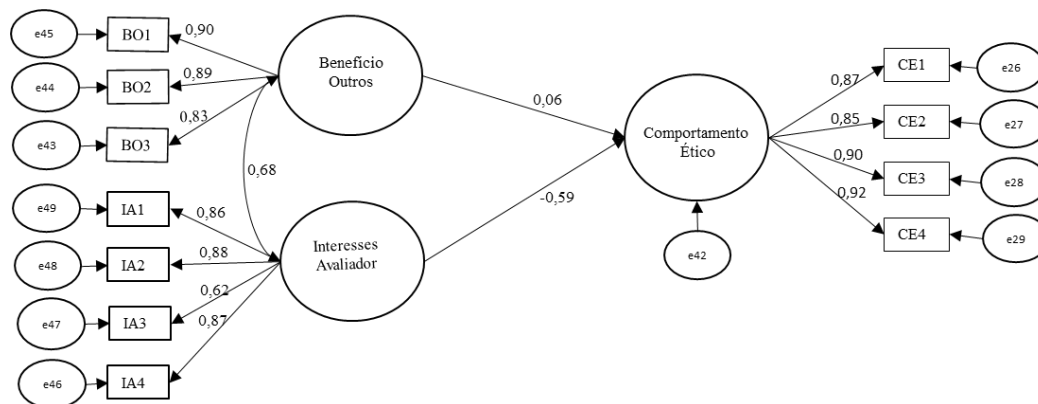 e45
BO1
0,90
e44
BO2
0,89
e43
BO3
0,83
Benefício
Outros
0,06
0,68
e49
IA1
0,86
e48
IA2
0,88
e47
IA3
0,62
e46
IA4
0,87
Interesses
Avaliador
-0,59
Comportamento
Ético
e42
0,87
CE1
e26
0,85
CE2
e27
0,90
CE3
e28
0,92
CE4
e29